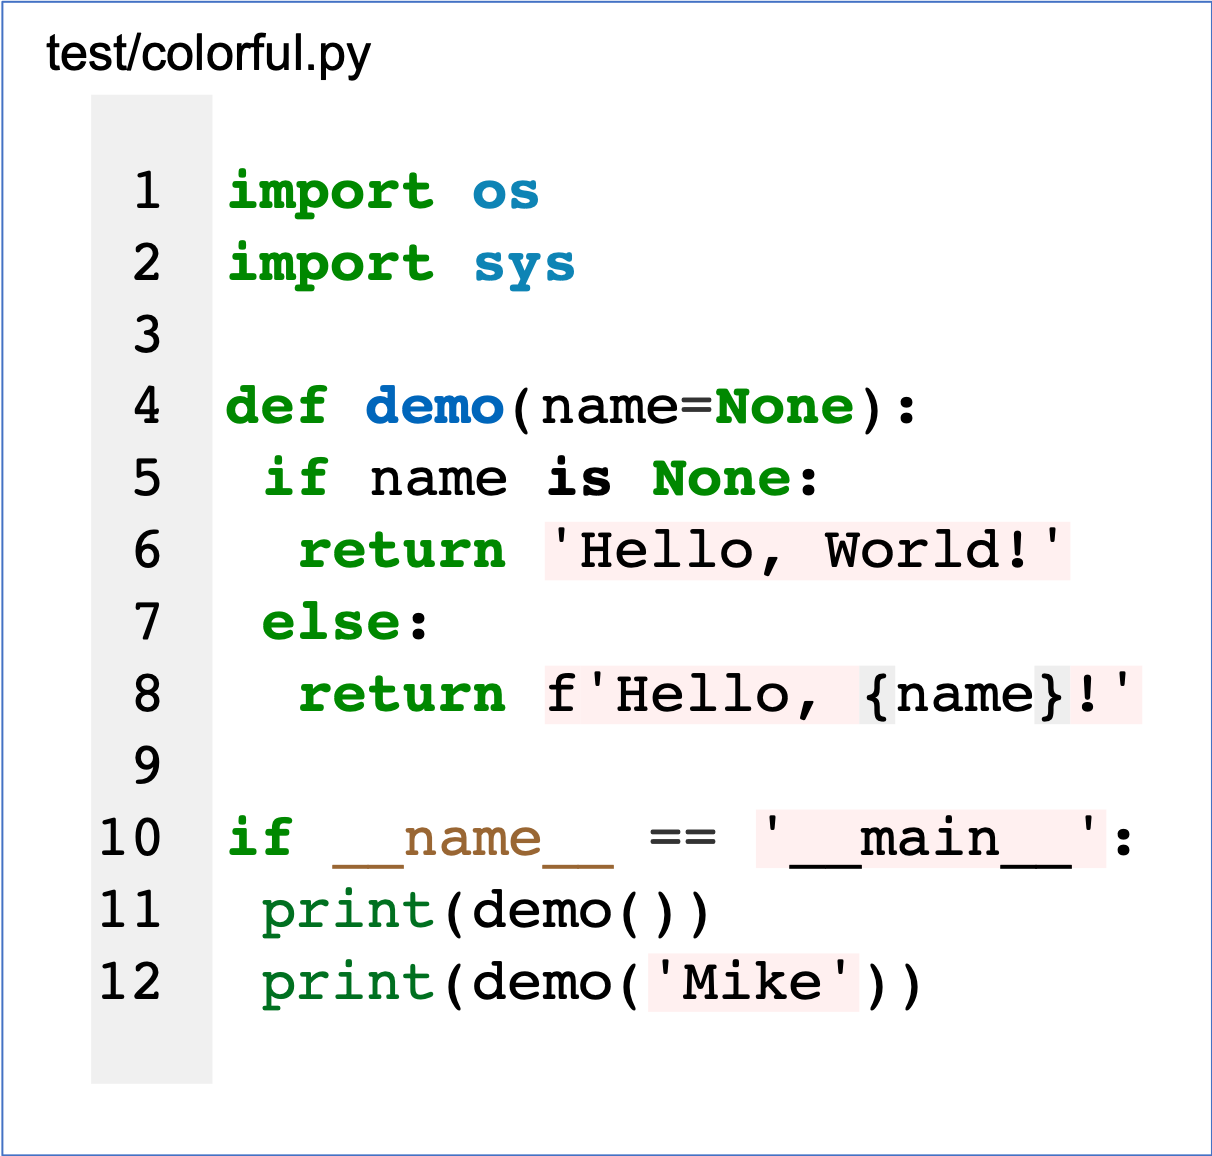 test/colorful.py
1 import os
2 import sys
3
4 def demo(name=None):
5  if name is None:
6   return 'Hello, World!'
7  else:
8   return f'Hello, {name}!'
9
10 if __name__ == '__main__':
11  print(demo())
12  print(demo('Mike'))